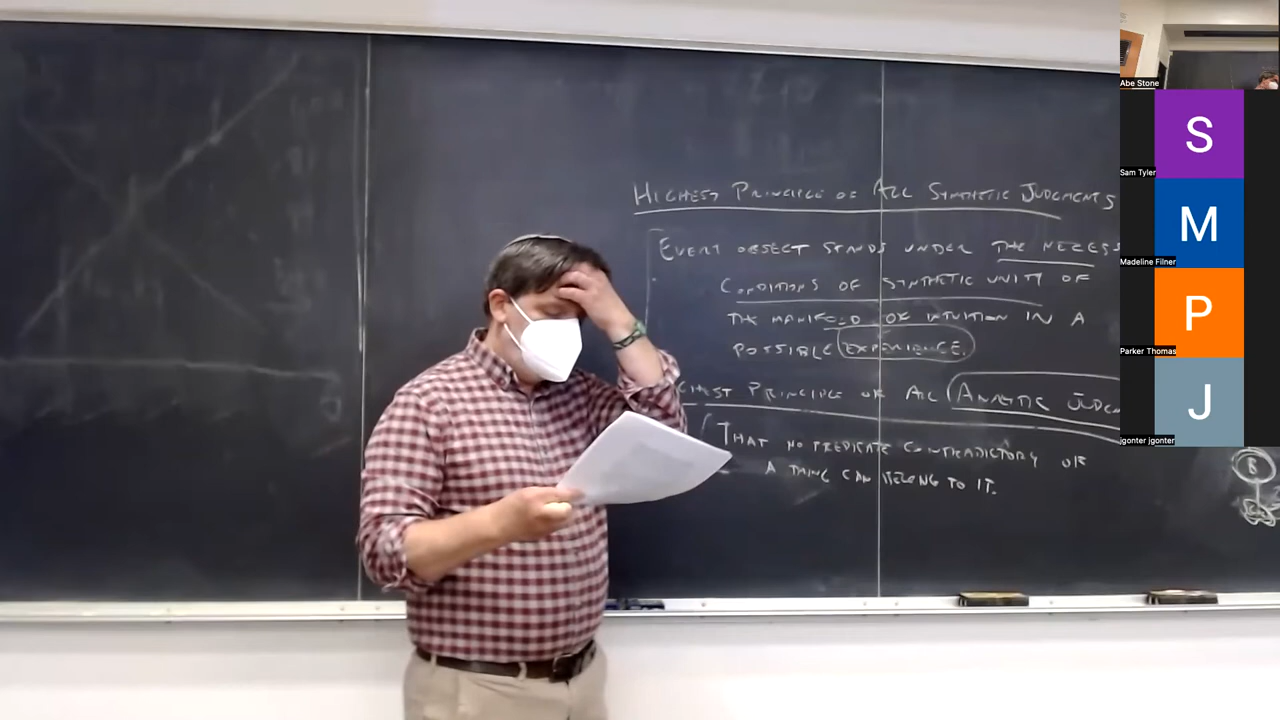 HIGHEST PRINCIPLE OF ALL SYNTHETIC JUDGMENTS
EVERY OBJECT STANDS UNDER THE NECESS
CONDITIONS OF SYNTHETIC UNITY OF
THE MANIFOLD OF INTUITION IN A
POSSIBLE EXPERIENCE.
GHEST PRINCIPLE OF ALL ANALYTIC JUDGM
THAT NO PREDICATE CONTRADICTORY OF
A THING CAN BELONG TO IT.
B
Abe Stone
S
Sam Tyler
M
Madeline Filner
P
Parker Thomas
J
jgonter jgonter